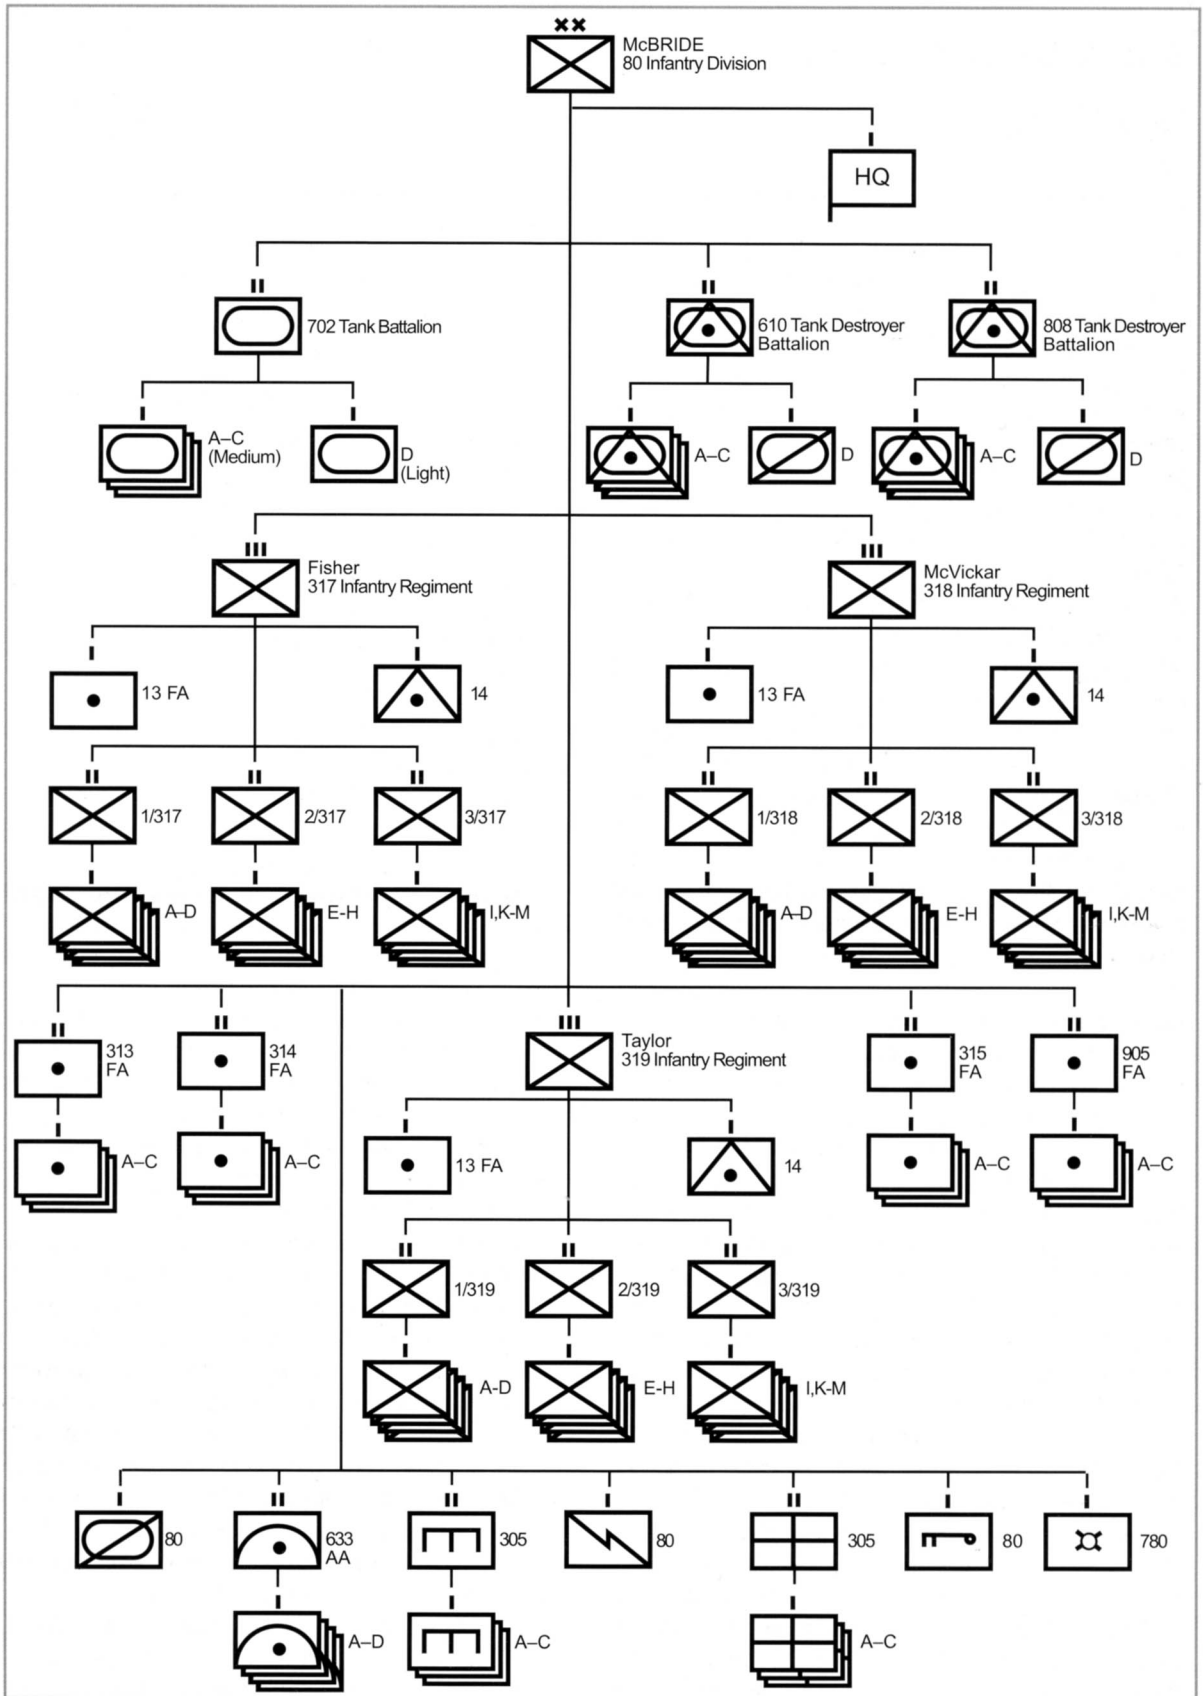 McBRIDE
80 Infantry Division
HQ
702 Tank Battalion
610 Tank Destroyer
Battalion
808 Tank Destroyer
Battalion
A–C
(Medium)
D
(Light)
A–C
D
A–C
D
Fisher
317 Infantry Regiment
McVickar
318 Infantry Regiment
13 FA
14
13 FA
14
1/317
2/317
3/317
1/318
2/318
3/318
A–D
E-H
I,K-M
A–D
E-H
I,K-M
313
FA
314
FA
Taylor
319 Infantry Regiment
315
FA
905
FA
A–C
A–C
13 FA
14
A–C
A–C
1/319
2/319
3/319
A-D
E-H
I,K-M
80
633
AA
305
80
305
80
780
A–D
A–C
A–C